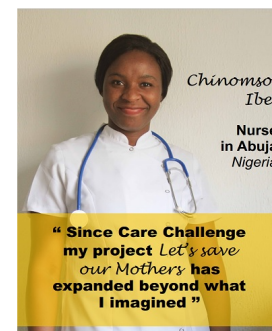 Chinomso
Ibe
Nurse
in Abuja
Nigeria
“ Since Care Challenge
my project Let's save
our Mothers has
expanded beyond what
I imagined ”